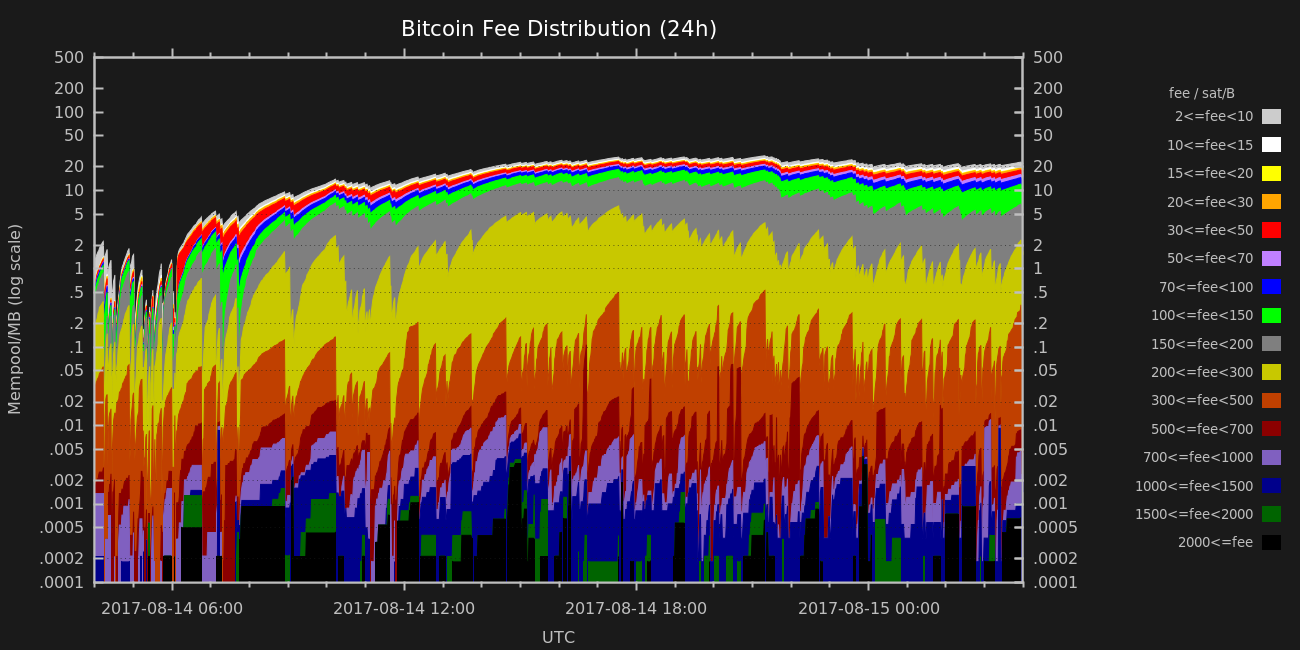 Bitcoin Fee Distribution (24h)
500
200
100
50
20
10
5
2
1
.5
.2
.1
.05
.02
.01
.005
.002
.001
.0005
.0002
.0001
Mempool/MB (log scale)
500
200
100
50
20
10
5
2
1
.5
.2
.1
.05
.02
.01
.005
.002
.001
.0005
.0002
.0001
2017-08-14 06:00 2017-08-14 12:00 2017-08-14 18:00 2017-08-15 00:00
UTC
fee / sat/B
2<=fee<10
10<=fee<15
15<=fee<20
20<=fee<30
30<=fee<50
50<=fee<70
70<=fee<100
100<=fee<150
150<=fee<200
200<=fee<300
300<=fee<500
500<=fee<700
700<=fee<1000
1000<=fee<1500
1500<=fee<2000
2000<=fee